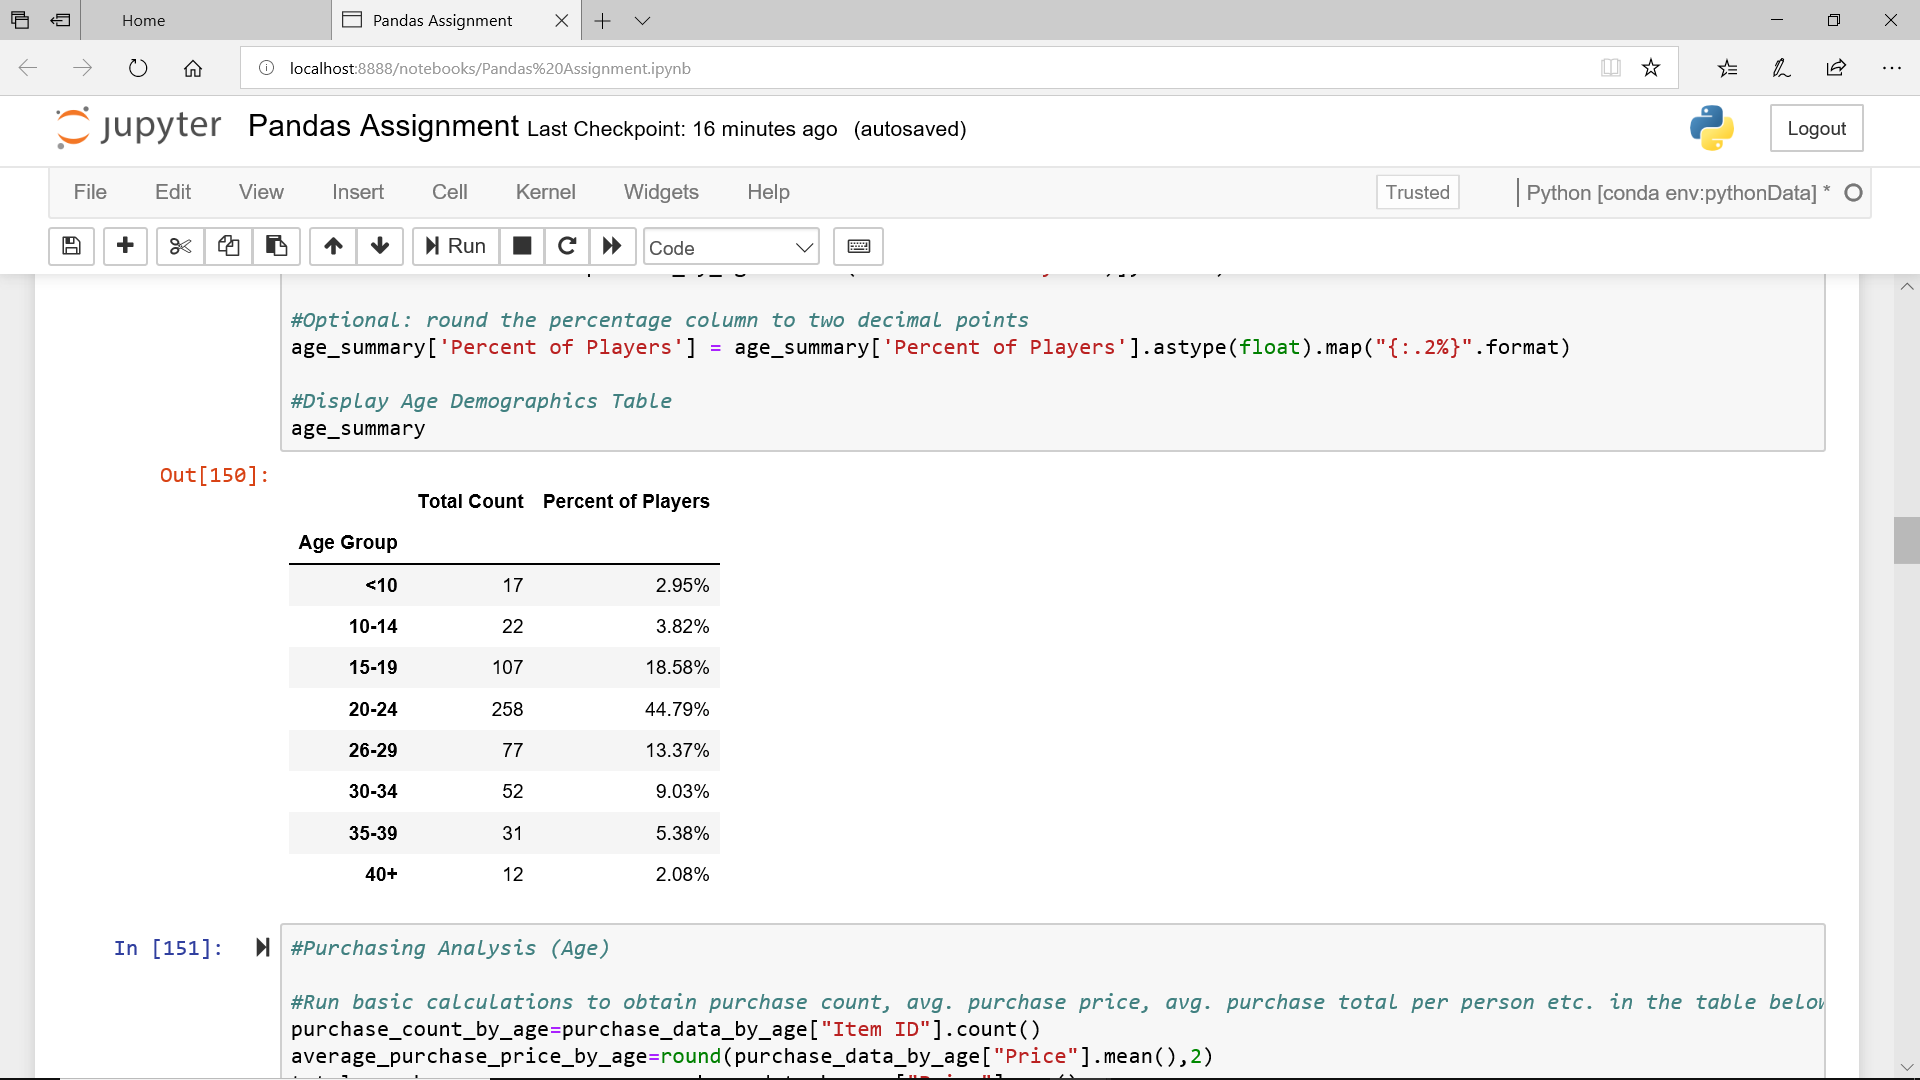 Home
Pandas Assignment
localhost:8888/notebooks/Pandas%20Assignment.ipynb
jupyter Pandas Assignment Last Checkpoint: 16 minutes ago (autosaved)
Logout
File Edit View Insert Cell Kernel Widgets Help
Trusted
Python [conda env:pythonData] *
Run
Code
#Optional: round the percentage column to two decimal points
age_summary['Percent of Players'] = age_summary['Percent of Players'].astype(float).map("{:.2%}".format)
#Display Age Demographics Table
age_summary
Out[150]:
Total Count Percent of Players
Age Group
<10 17 2.95%
10-14 22 3.82%
15-19 107 18.58%
20-24 258 44.79%
26-29 77 13.37%
30-34 52 9.03%
35-39 31 5.38%
40+ 12 2.08%
In [151]:
#Purchasing Analysis (Age)
#Run basic calculations to obtain purchase count, avg. purchase price, avg. purchase total per person etc. in the table below
purchase_count_by_age=purchase_data_by_age["Item ID"].count()
average_purchase_price_by_age=round(purchase_data_by_age["Price"].mean(),2)